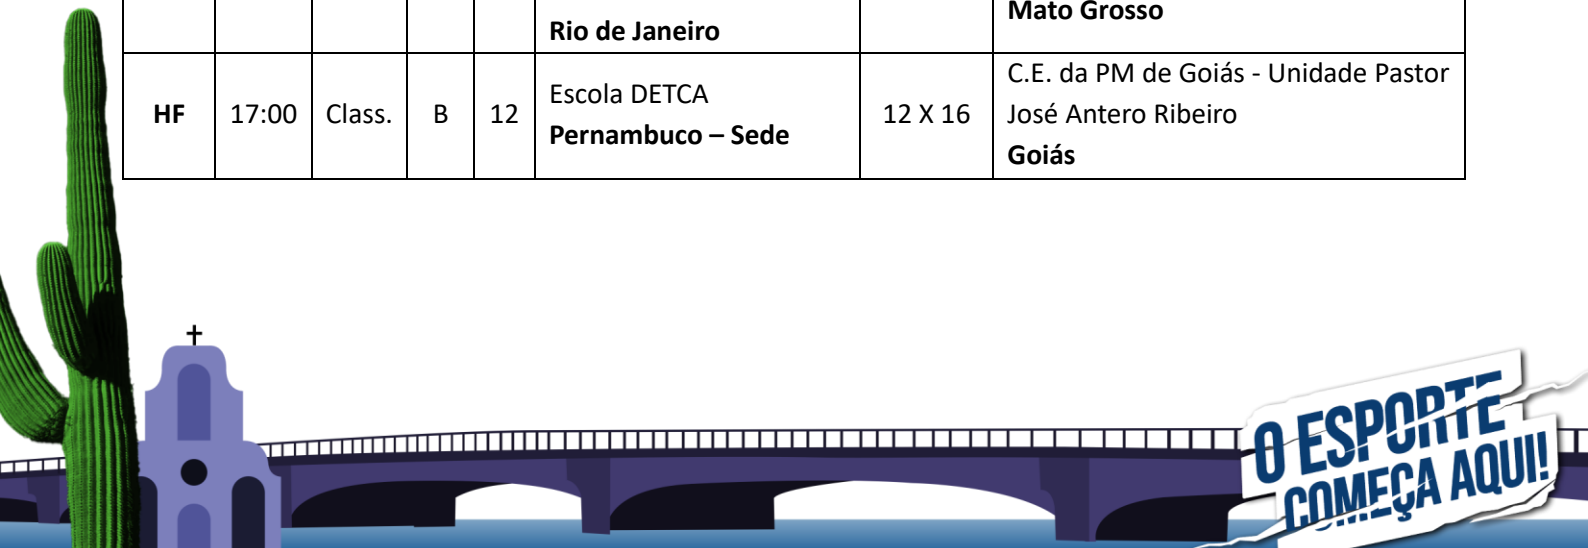 Rio de Janeiro
Mato Grosso
HF 17:00 Class. B 12
Escola DETCA
Pernambuco – Sede
12 X 16
C.E. da PM de Goiás - Unidade Pastor
José Antero Ribeiro
Goiás
O ESPORTE
COMEÇA AQUI!